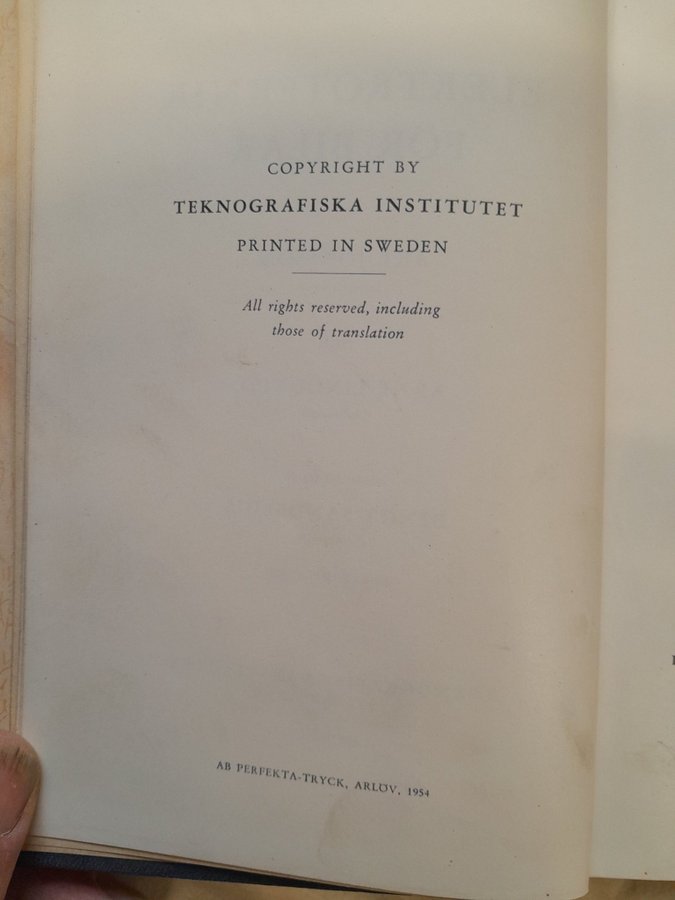 COPYRIGHT BY
TEKNOGRAFISKA INSTITUTET
PRINTED IN SWEDEN
All rights reserved, including
those of translation
AB PERFEKTA-TRYCK, ARLÖV, 1954